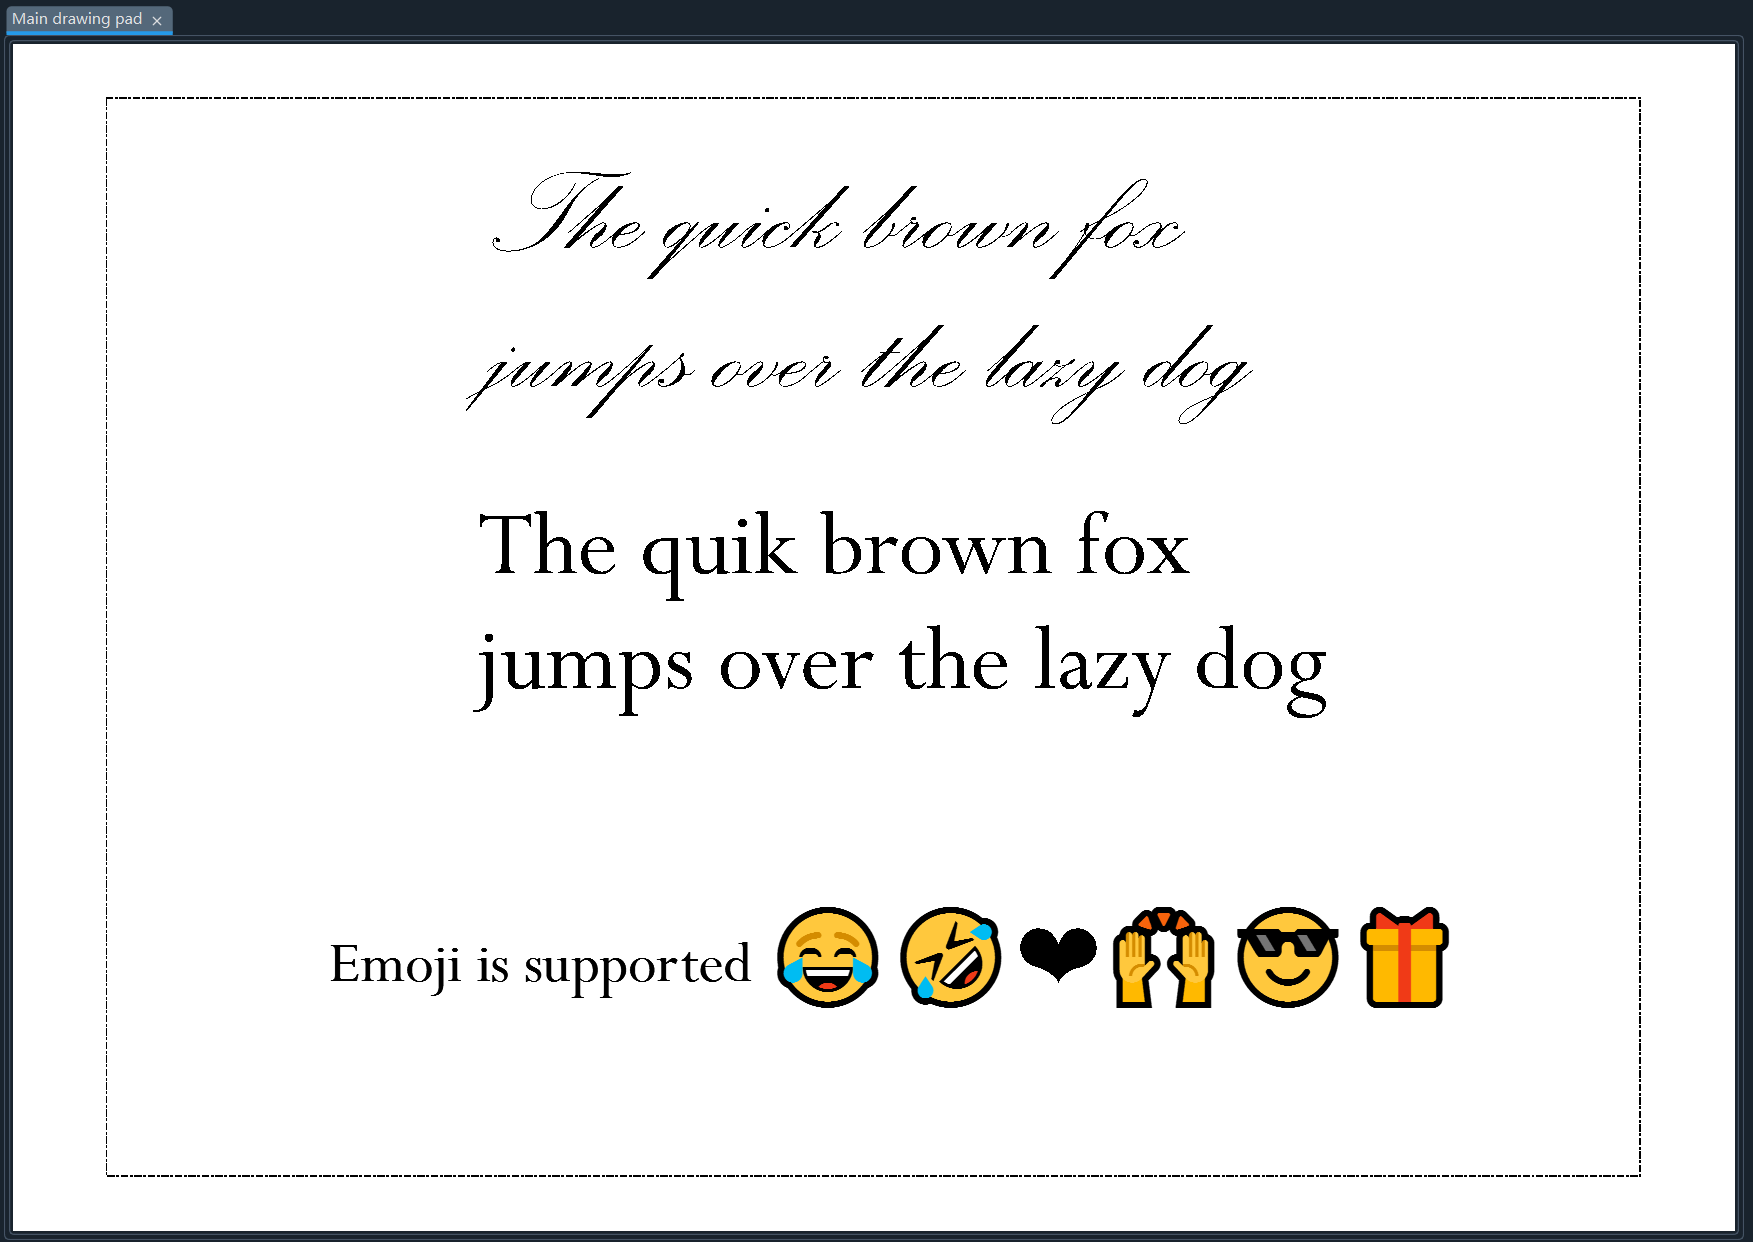 Main drawing pad
The quick brown fox
jumps over the lazy dog
The quik brown fox
jumps over the lazy dog
Emoji is supported 😂 🤣 ❤ 🙌 😎 🎁